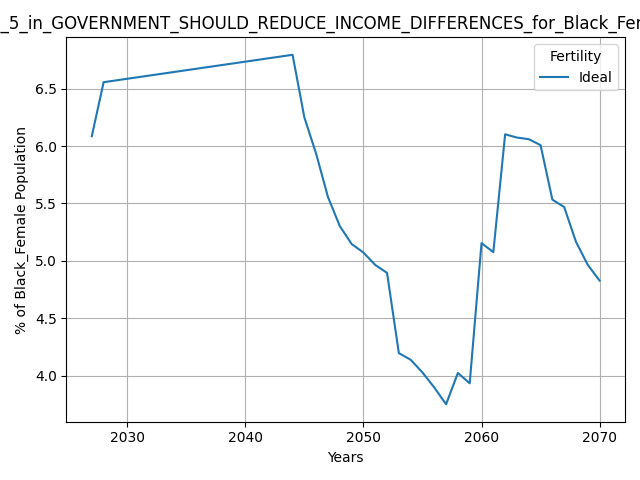 _5_in_GOVERNMENT_SHOULD_REDUCE_INCOME_DIFFERENCES_for_Black_Fer
Fertility
Ideal
% of Black_Female Population
6.5
6.0
5.5
5.0
4.5
4.0
2030 2040 2050 2060 2070
Years